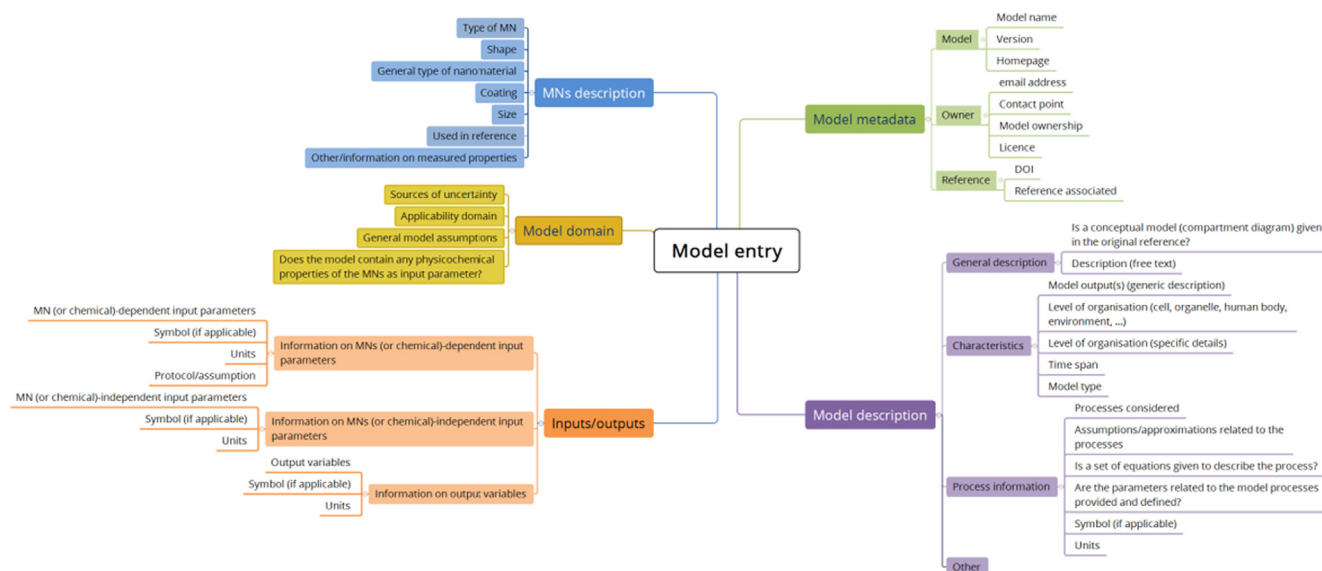 Type of MN
Shape
General type of nanomaterial
Coating
Size
Used in reference
Other/information on measured properties
MNs description
Sources of uncertainty
Applicability domain
General model assumptions
Does the model contain any physicochemical
properties of the MNs as input parameter?
Model domain
MN (or chemical)-dependent input parameters
Symbol (if applicable)
Units
Protocol/assumption
Information on MNs (or chemical)-dependent input
parameters
MN (or chemical)-independent input parameters
Symbol (if applicable)
Units
Information on MNs (or chemical)-independent input
parameters
Output variables
Symbol (if applicable)
Units
Information on output variables
Inputs/outputs
Model entry
Model metadata
Model
Model name
Version
Homepage
Owner
email address
Contact point
Model ownership
Licence
Reference
DOI
Reference associated
Model description
General description
Is a conceptual model (compartment diagram) given
in the original reference?
Description (free text)
Characteristics
Model output(s) (generic description)
Level of organisation (cell, organelle, human body,
environment, ...)
Level of organisation (specific details)
Time span
Model type
Process information
Processes considered
Assumptions/approximations related to the
processes
Is a set of equations given to describe the process?
Are the parameters related to the model processes
provided and defined?
Symbol (if applicable)
Units
Other